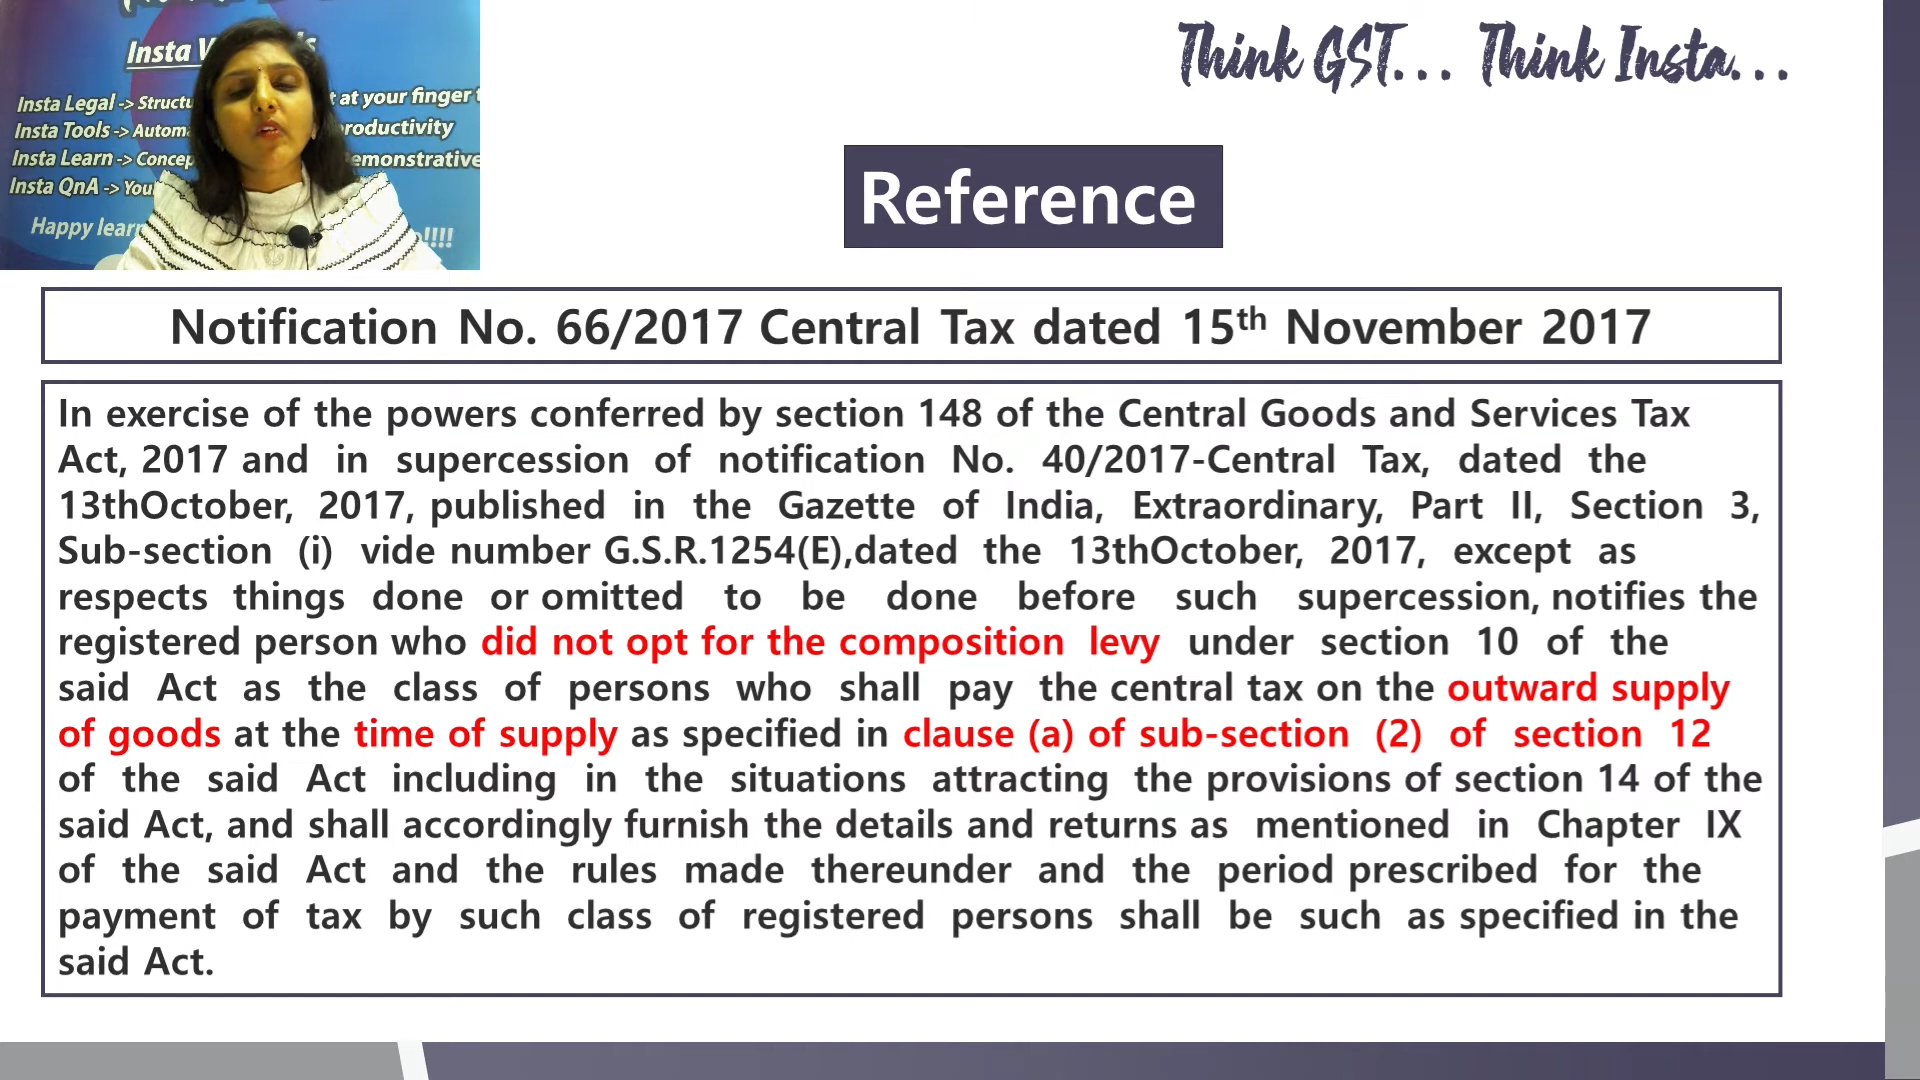 Insta
Insta Legal -> Structu at your finger
Insta Tools -> Autom productivity
Insta Learn -> Concep emonstrative
Insta QnA -> You
Happy lear !!!!
Think GST... Think Insta...
Reference
Notification No. 66/2017 Central Tax dated 15th November 2017
In exercise of the powers conferred by section 148 of the Central Goods and Services Tax
Act, 2017 and in supercession of notification No. 40/2017-Central Tax, dated the
13thOctober, 2017, published in the Gazette of India, Extraordinary, Part II, Section 3,
Sub-section (i) vide number G.S.R.1254(E),dated the 13thOctober, 2017, except as
respects things done or omitted to be done before such supercession, notifies the
registered person who did not opt for the composition levy under section 10 of the
said Act as the class of persons who shall pay the central tax on the outward supply
of goods at the time of supply as specified in clause (a) of sub-section (2) of section 12
of the said Act including in the situations attracting the provisions of section 14 of the
said Act, and shall accordingly furnish the details and returns as mentioned in Chapter IX
of the said Act and the rules made thereunder and the period prescribed for the
payment of tax by such class of registered persons shall be such as specified in the
said Act.